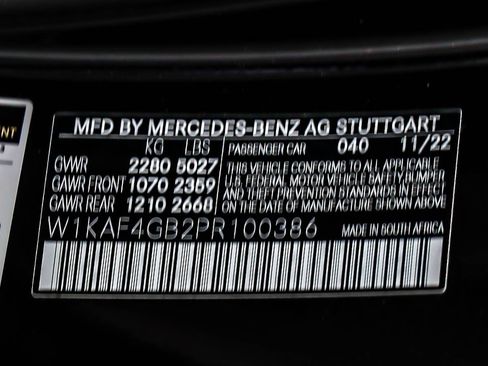 MFD BY MERCEDES-BENZ AG STUTTGART
KG LBS PASSENGER CAR 040 11/22
GVWR 2280 5027 THIS VEHICLE CONFORMS TO ALL APPLICABLE
GAWR FRONT 1070 2359 U.S. FEDERAL MOTOR VEHICLE SAFETY, BUMPER
AND THEFT PREVENTION STANDARDS IN EFFECT
GAWR REAR 1210 2668 ON THE DATE OF MANUFACTURE SHOWN ABOVE
W1KAF4GB2PR100386 MADE IN SOUTH AFRICA